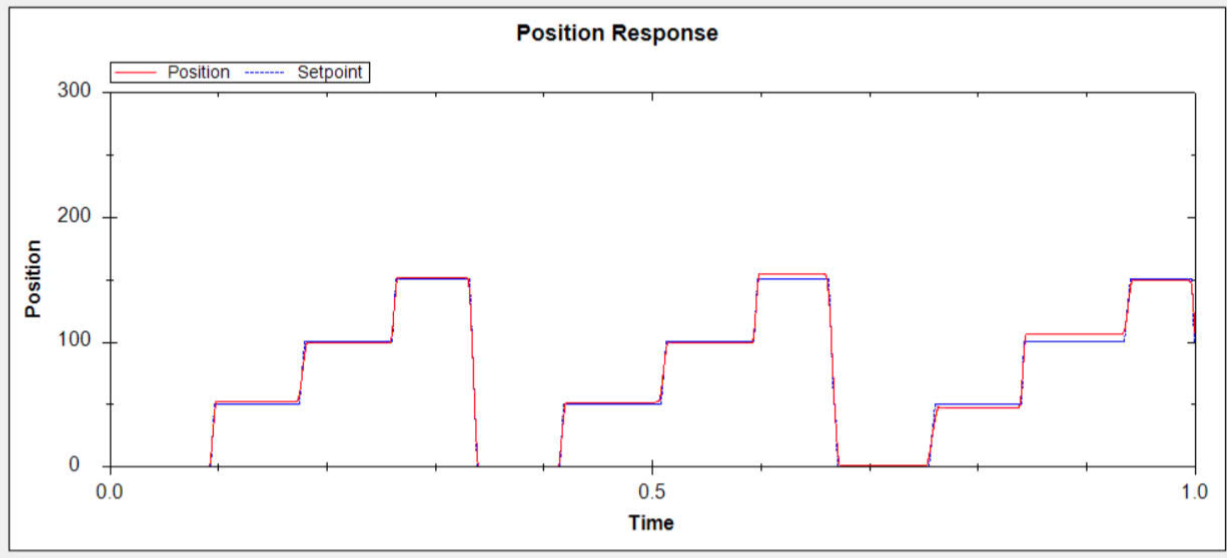 Position Response
Position Setpoint
300
200
100
0
Position
0.0 0.5 1.0
Time